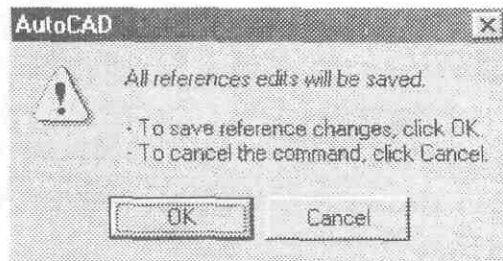 AutoCAD
All references edits will be saved.
- To save reference changes, click OK.
- To cancel the command, click Cancel.
OK
Cancel